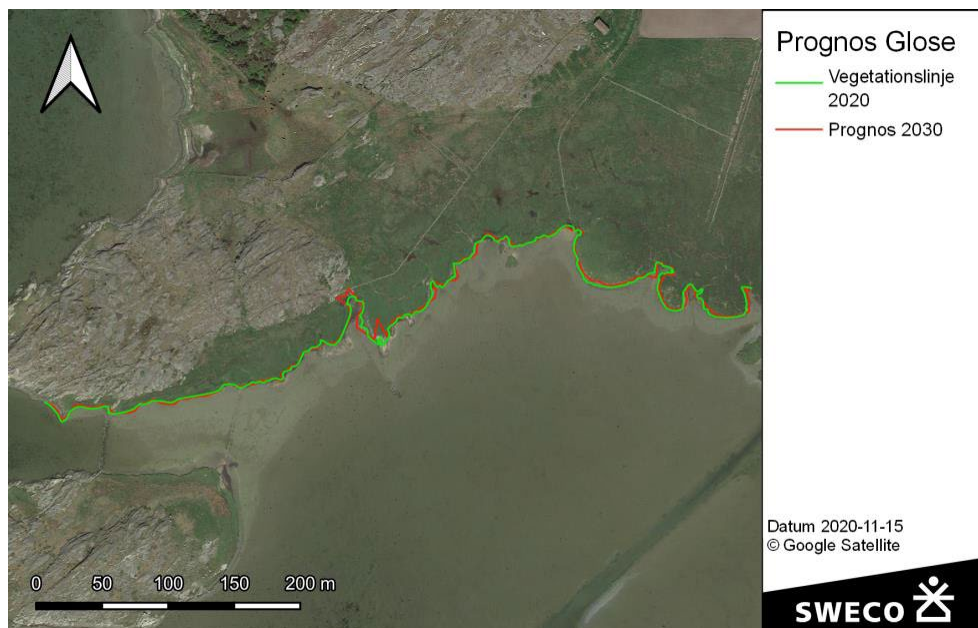 Prognos Glose
Vegetationslinje
2020
Prognos 2030
0 50 100 150 200 m
Datum 2020-11-15
© Google Satellite
SWECO